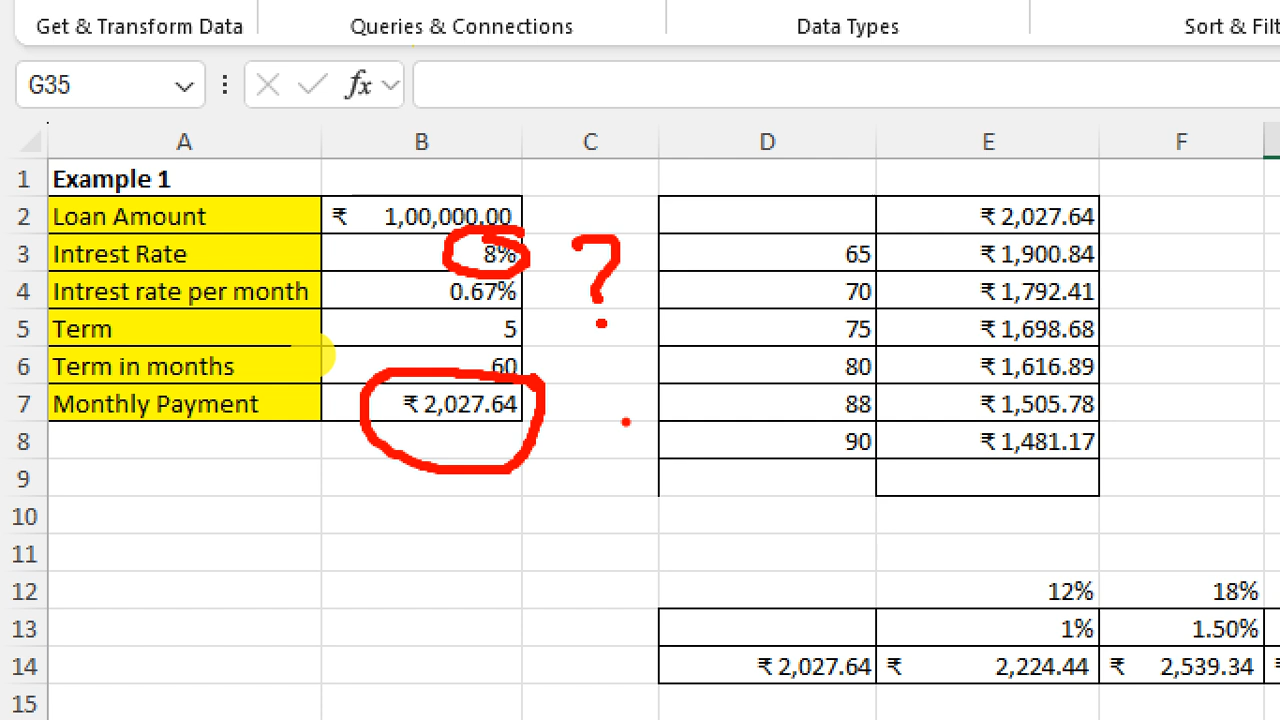 Get & Transform Data Queries & Connections Data Types Sort & Filt
G35 fx
A B C D E F
1 Example 1
2 Loan Amount ₹ 1,00,000.00 ₹ 2,027.64
3 Intrest Rate 8% ? 65 ₹ 1,900.84
4 Intrest rate per month 0.67% 70 ₹ 1,792.41
5 Term 5 75 ₹ 1,698.68
6 Term in months 60 80 ₹ 1,616.89
7 Monthly Payment ₹ 2,027.64 88 ₹ 1,505.78
8 90 ₹ 1,481.17
9
10
11
12 12% 18%
13 1% 1.50%
14 ₹ 2,027.64 ₹ 2,224.44 ₹ 2,539.34 ₹
15